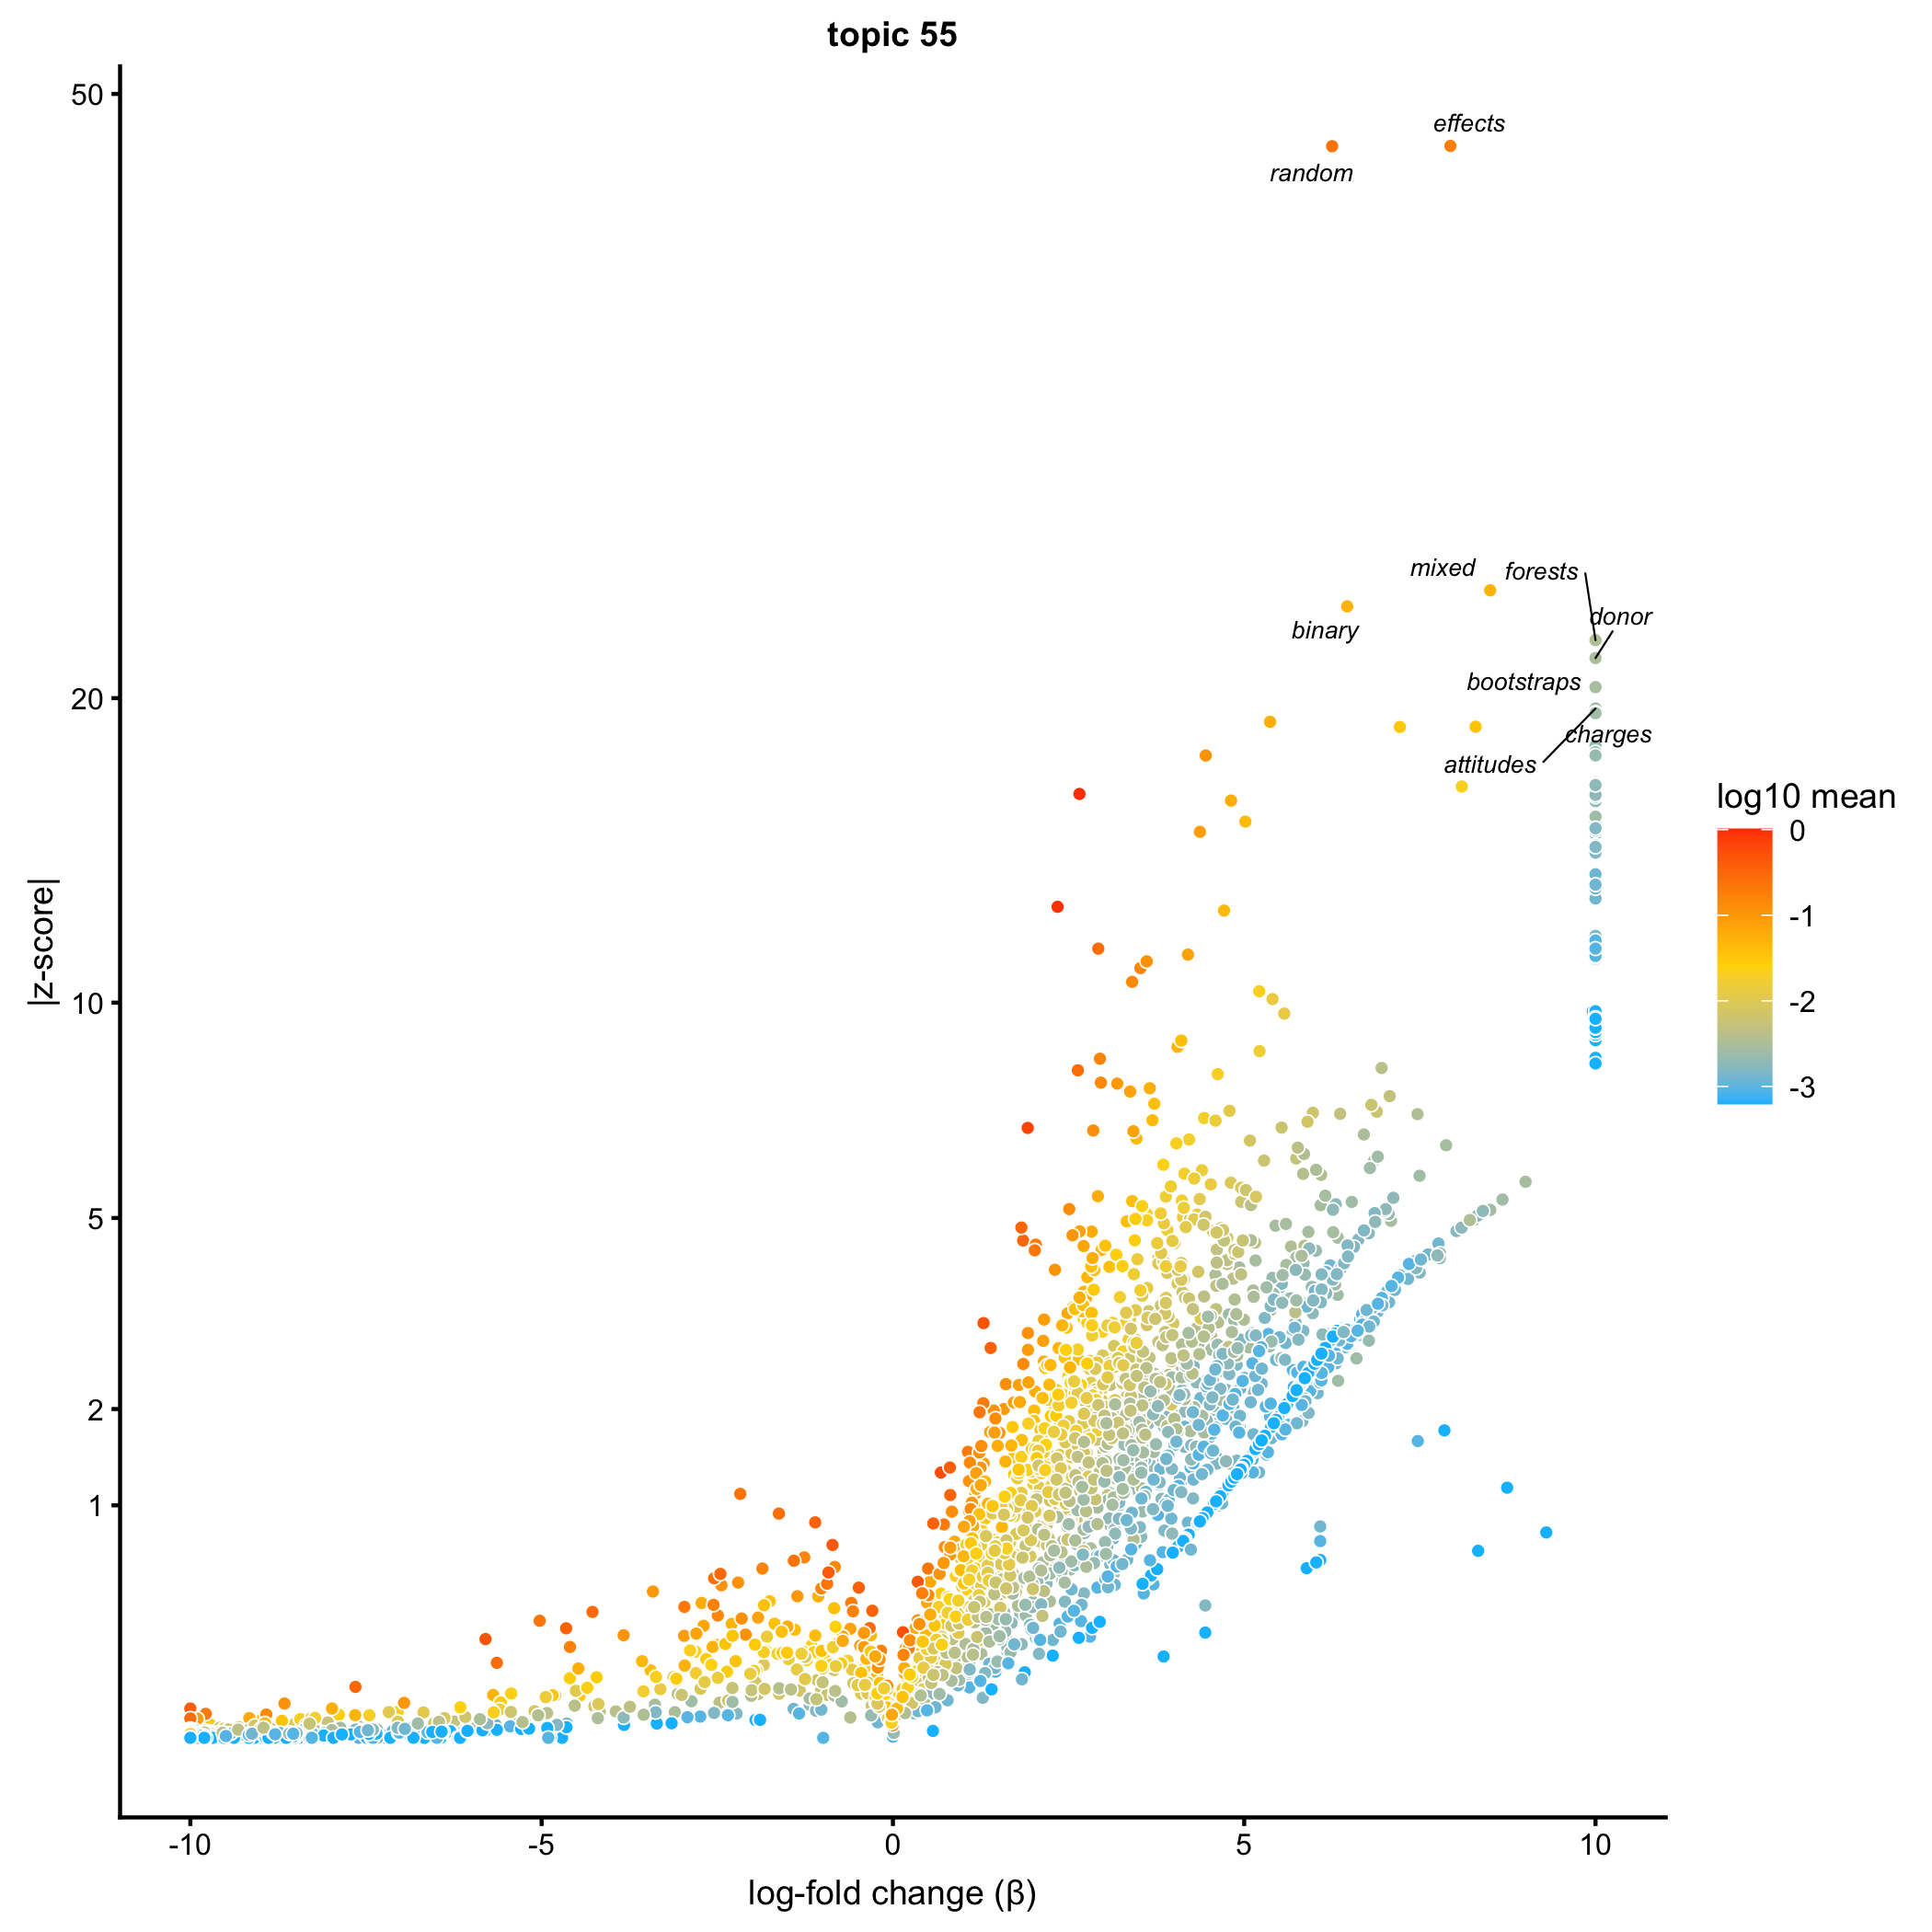 topic 55
50
effects
random
mixed
forests
donor
binary
bootstraps
20
charges
attitudes
log10 mean
0
-1
-2
-3
|z-score|
10
5
2
1
-10
-5
0
5
10
log-fold change (β)